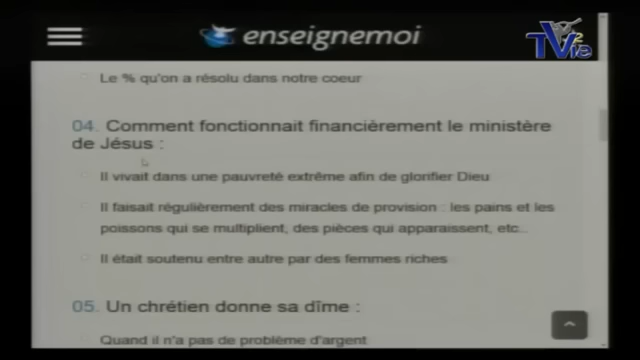 enseignemoi
TV2Vie
Le % qu'on a résolu dans notre coeur
04. Comment fonctionnait financièrement le ministère
de Jésus :
Il vivait dans une pauvreté extrême afin de glorifier Dieu
Il faisait régulièrement des miracles de provision : les pains et les
poissons qui se multiplient, des pièces qui apparaissent, etc..
Il était soutenu entre autre par des femmes riches
05. Un chrétien donne sa dîme :
Quand il n'a pas de problème d'argent